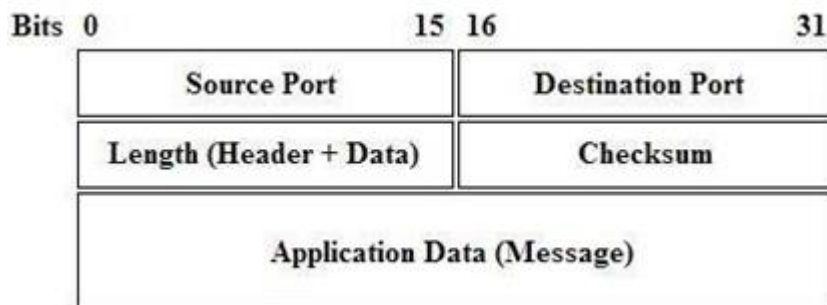 Bits 0 15 16 31
Source Port Destination Port
Length (Header + Data) Checksum
Application Data (Message)